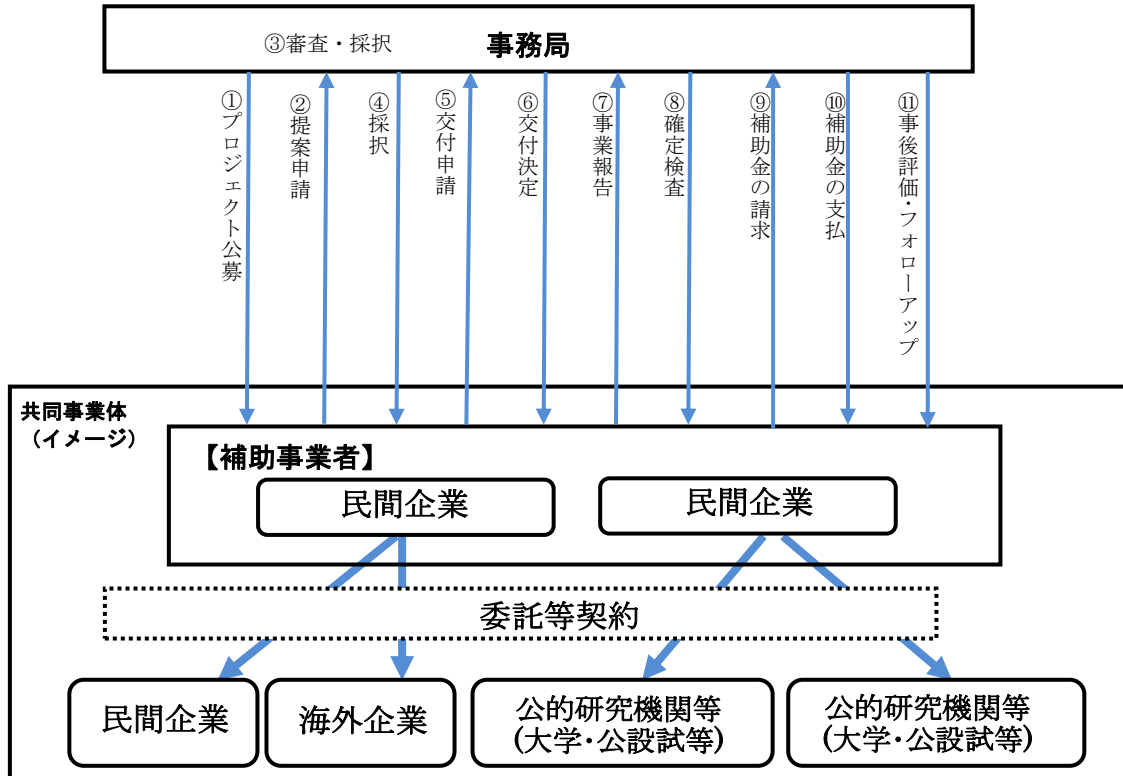 ③審査・採択
事務局
①プロジェクト公募
②提案申請
④採択
⑤交付申請
⑥交付決定
⑦事業報告
⑧確定検査
⑨補助金の請求
⑩補助金の支払
⑪事後評価・フォローアップ
共同事業体
（イメージ）
【補助事業者】
民間企業
民間企業
委託等契約
民間企業
海外企業
公的研究機関等
(大学・公設試等)
公的研究機関等
(大学・公設試等)